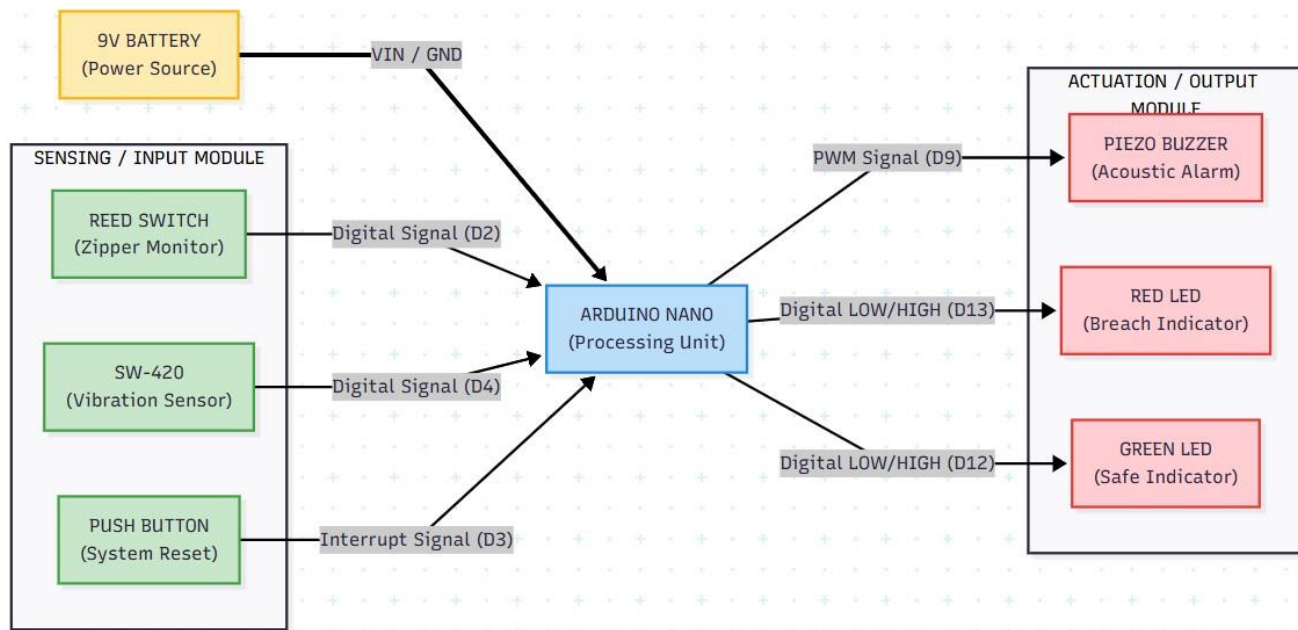 9V BATTERY
(Power Source)
VIN / GND
SENSING / INPUT MODULE
REED SWITCH
(Zipper Monitor)
Digital Signal (D2)
SW-420
(Vibration Sensor)
Digital Signal (D4)
PUSH BUTTON
(System Reset)
Interrupt Signal (D3)
ARDUINO NANO
(Processing Unit)
PWM Signal (D9)
Digital LOW/HIGH (D13)
Digital LOW/HIGH (D12)
ACTUATION / OUTPUT
MODULE
PIEZO BUZZER
(Acoustic Alarm)
RED LED
(Breach Indicator)
GREEN LED
(Safe Indicator)